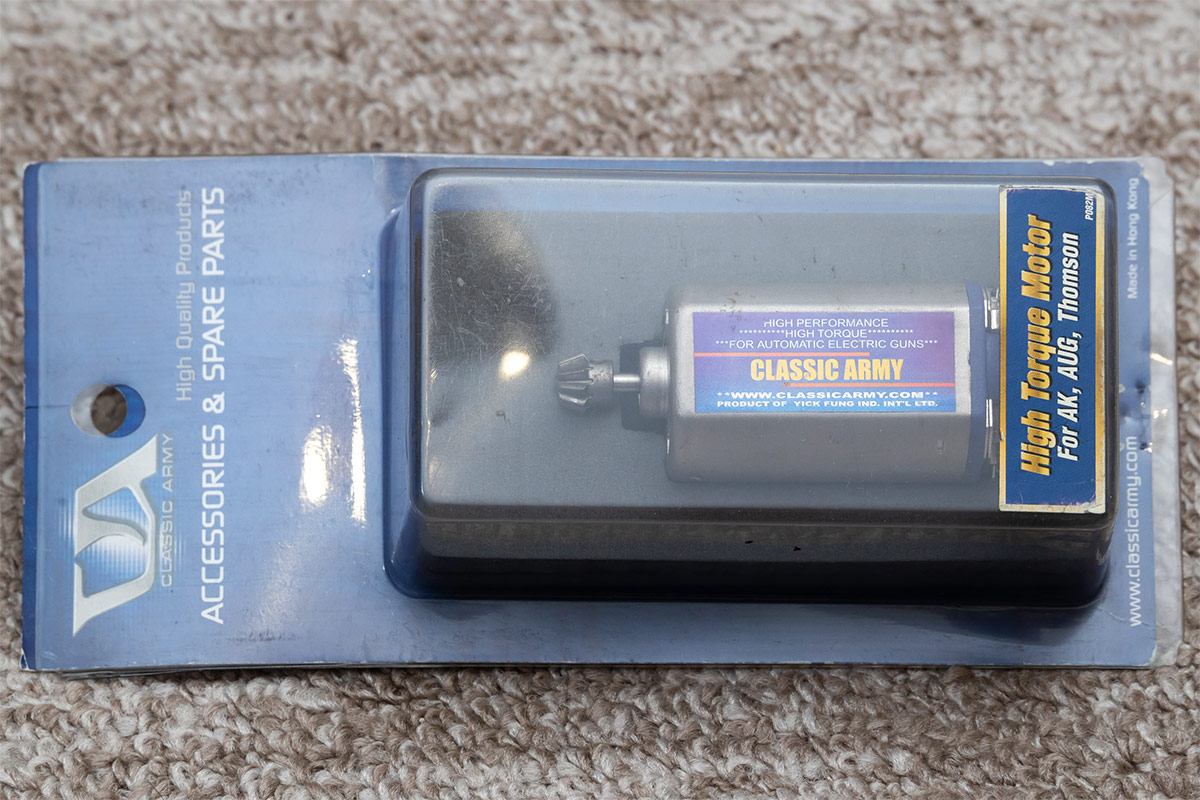 High Quality Products
ACCESSORIES & SPARE PARTS
CLASSIC ARMY
HIGH PERFORMANCE
**********HIGH TORQUE**********
***FOR AUTOMATIC ELECTRIC GUNS***
CLASSIC ARMY
**WWW.CLASSICARMY.COM**
PRODUCT OF YICK FUNG IND. INT'L LTD.
High Torque Motor
For AK, AUG, Thomson
P082M
Made in Hong Kong
www.classicarmy.com